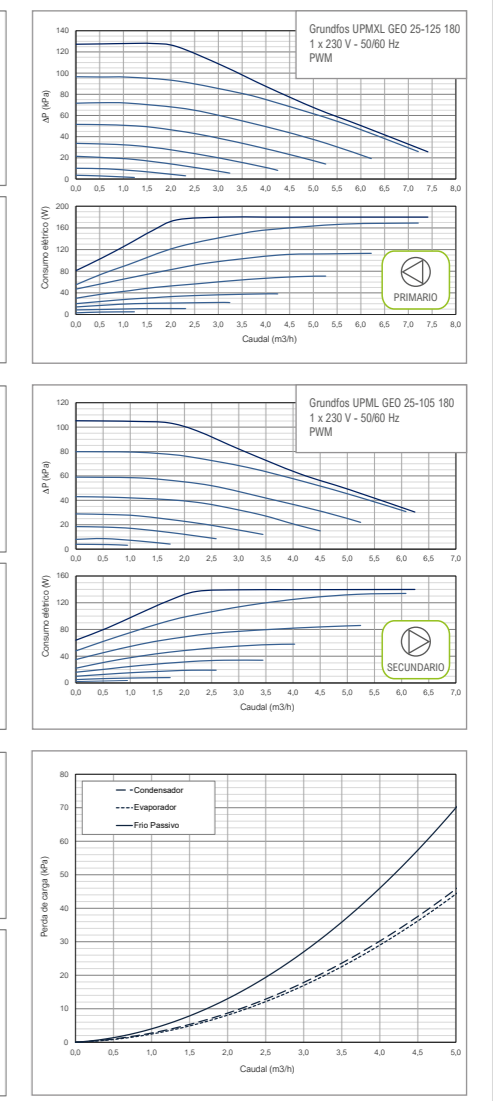 Grundfos UPMXL GEO 25-125 180
1 x 230 V - 50/60 Hz
PWM
ΔP (kPa)
140
120
100
80
60
40
20
0
0,0 0,5 1,0 1,5 2,0 2,5 3,0 3,5 4,0 4,5 5,0 5,5 6,0 6,5 7,0 7,5 8,0
Consumo elétrico (W)
200
160
120
80
40
0
PRIMARIO
0,0 0,5 1,0 1,5 2,0 2,5 3,0 3,5 4,0 4,5 5,0 5,5 6,0 6,5 7,0 7,5 8,0
Caudal (m3/h)
Grundfos UPML GEO 25-105 180
1 x 230 V - 50/60 Hz
PWM
ΔP (kPa)
120
100
80
60
40
20
0
0,0 0,5 1,0 1,5 2,0 2,5 3,0 3,5 4,0 4,5 5,0 5,5 6,0 6,5 7,0
Consumo elétrico (W)
160
120
80
40
0
SECUNDARIO
0,0 0,5 1,0 1,5 2,0 2,5 3,0 3,5 4,0 4,5 5,0 5,5 6,0 6,5 7,0
Caudal (m3/h)
Perda de carga (kPa)
80
70
60
50
40
30
20
10
0
Condensador
Evaporador
Frio Passivo
0,0 0,5 1,0 1,5 2,0 2,5 3,0 3,5 4,0 4,5 5,0
Caudal (m3/h)